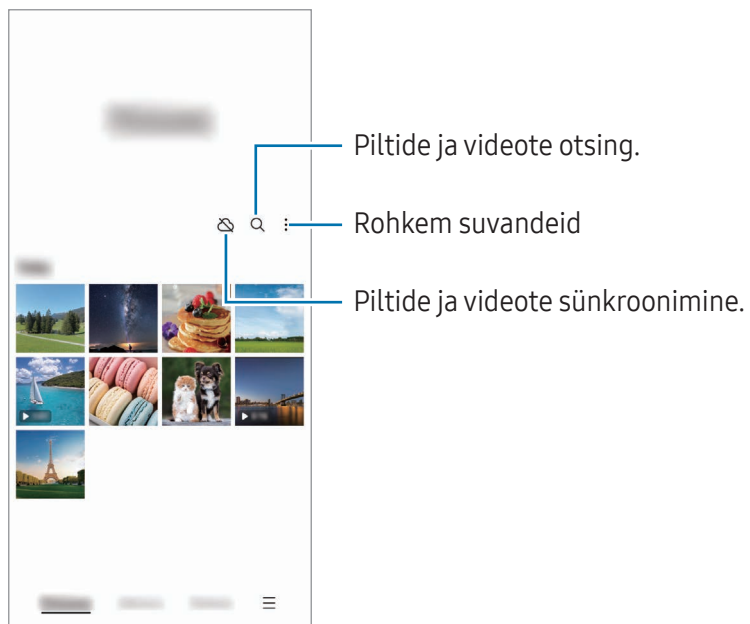 Piltide ja videote otsing.
Rohkem suvandeid
Piltide ja videote sünkroonimine.